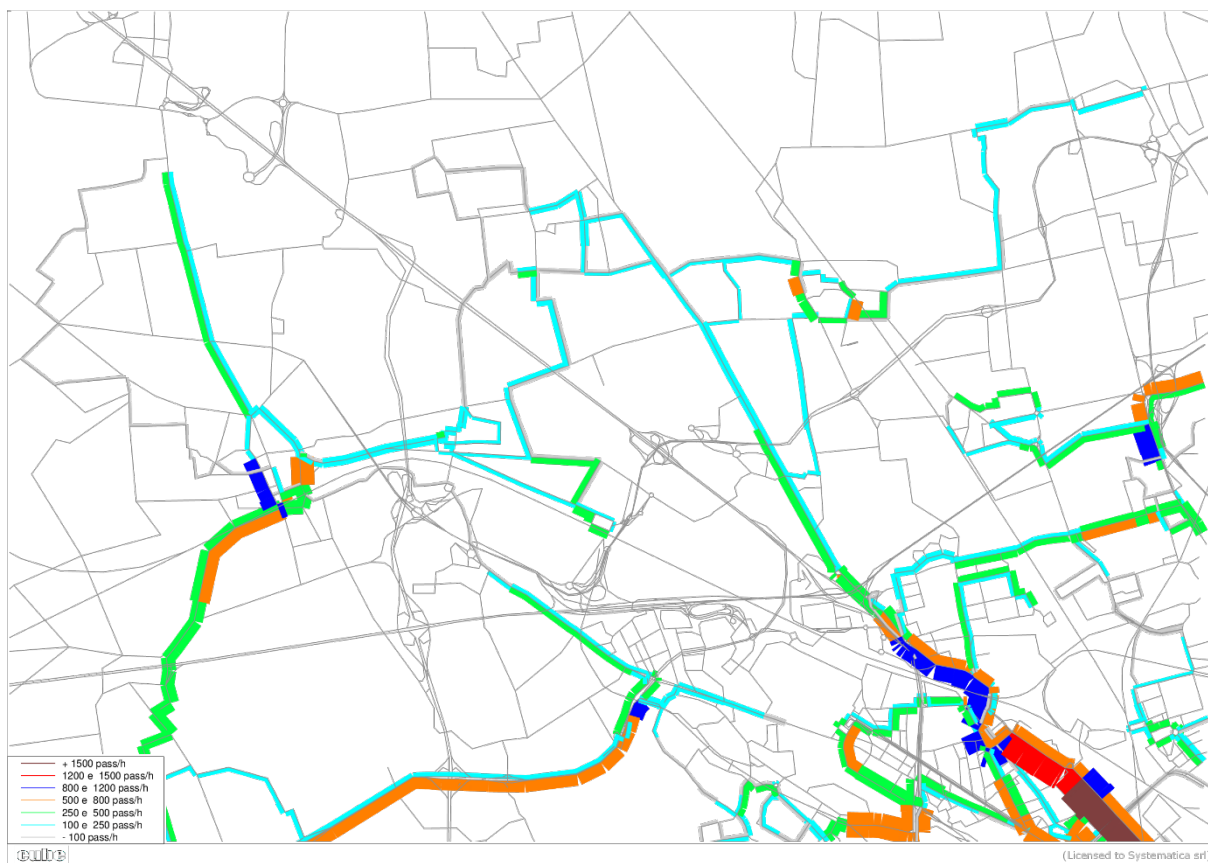 + 1500 pass/h
1200 e 1500 pass/h
800 e 1200 pass/h
500 e 800 pass/h
250 e 500 pass/h
100 e 250 pass/h
- 100 pass/h
cube
(Licensed to Systematica srl)